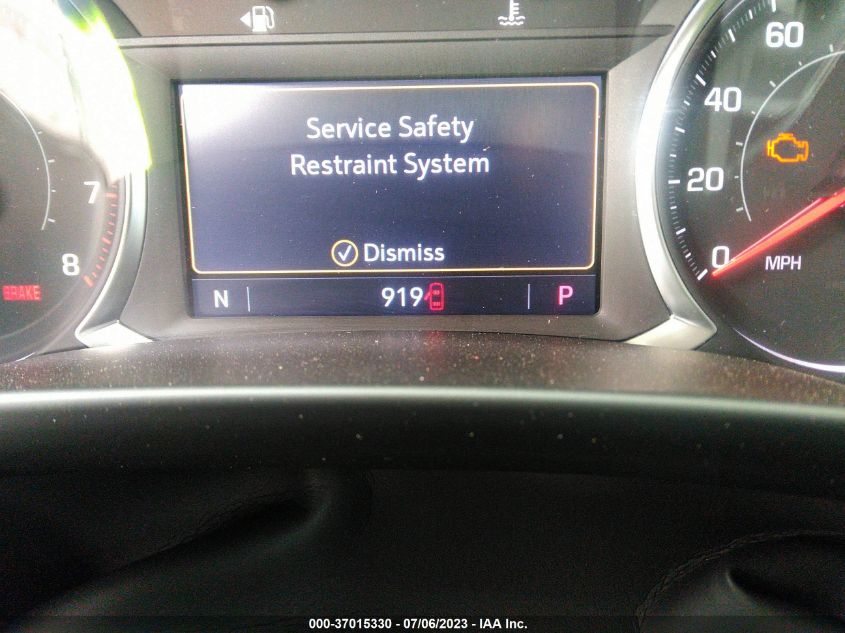 60
40
Service Safety
Restraint System
7
20
8
Dismiss
0
MPH
BRAKE
N
919
P
000-37015330 - 07/06/2023 - IAA Inc.